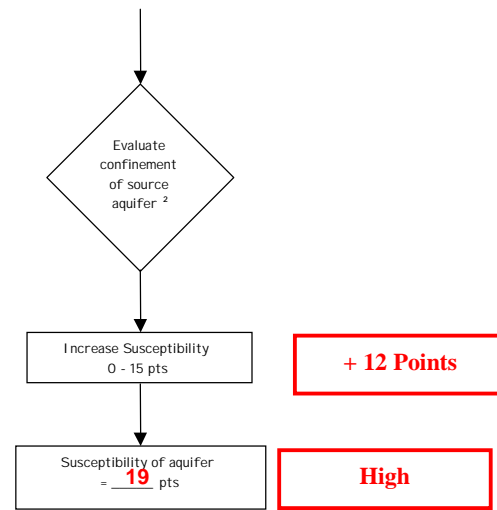 Evaluate
confinement
of source
aquifer ²
Increase Susceptibility
0 - 15 pts
+ 12 Points
Susceptibility of aquifer
= 19 pts
High